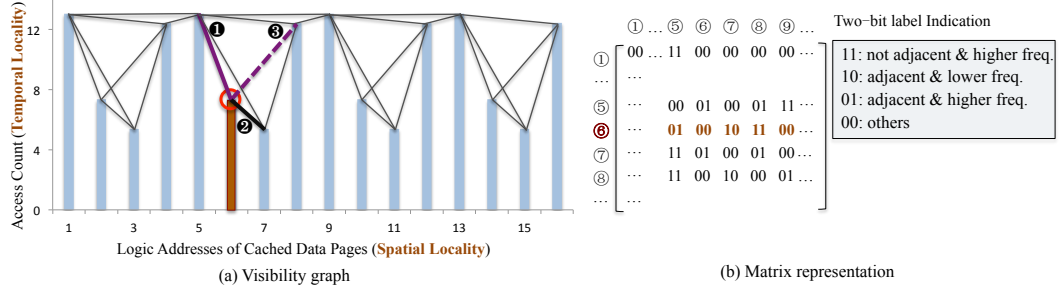 12
8
4
0
Access Count (Temporal Locality)
❶
❸
❷
1 3 5 7 9 11 13 15
Logic Addresses of Cached Data Pages (Spatial Locality)
(a) Visibility graph
① … ⑤ ⑥ ⑦ ⑧ ⑨ …
① 00 … 11 00 00 00 00 …
… …
⑤ … 00 01 00 01 11
⑥ … 01 00 10 11 00 …
⑦ … 11 01 00 01 00 …
⑧ … 11 00 10 00 01 …
… …
(b) Matrix representation
Two-bit label Indication
11: not adjacent & higher freq.
10: adjacent & lower freq.
01: adjacent & higher freq.
00: others